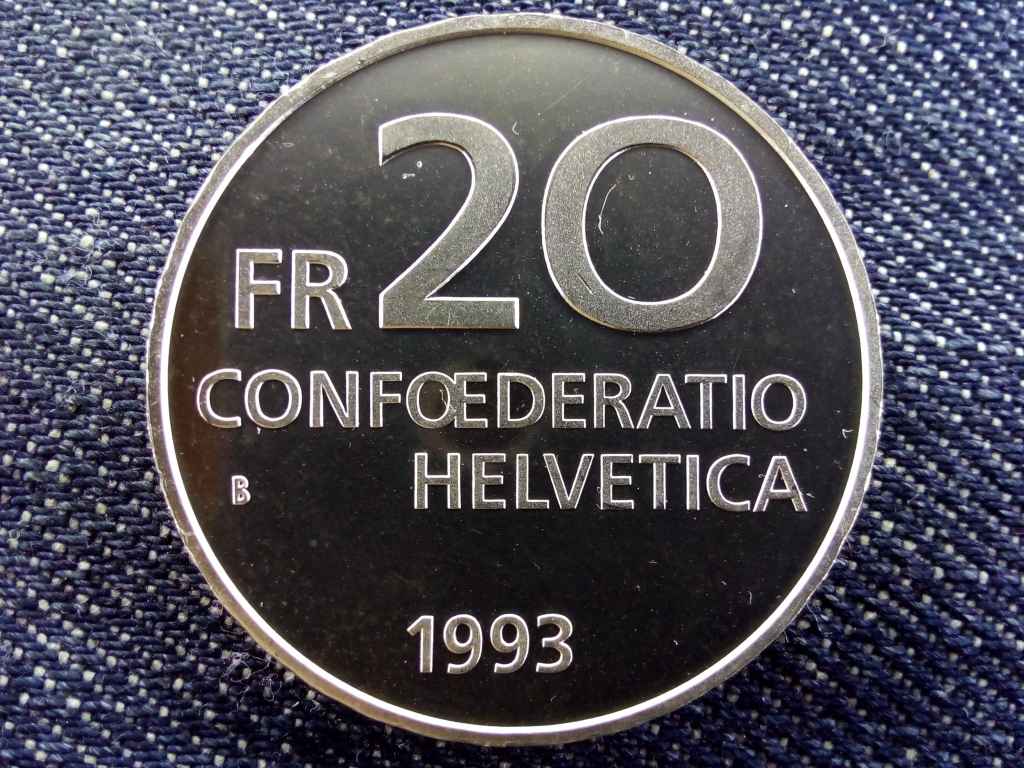 FR 20
CONFŒDERATIO
B HELVETICA
1993